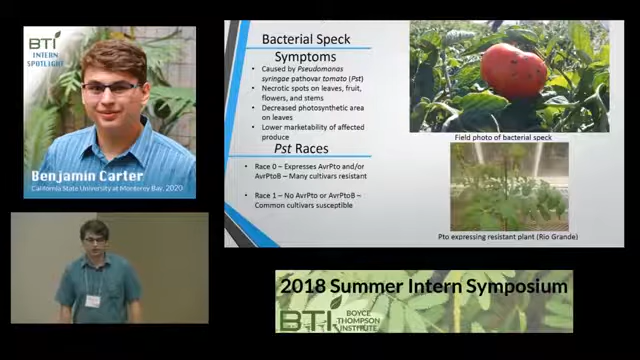 BTI
INTERN
SPOTLIGHT
Benjamin Carter
California State University at Monterey Bay, 2020
Bacterial Speck
Symptoms
• Caused by Pseudomonas
syringae pathovar tomato (Pst)
• Necrotic spots on leaves, fruit,
flowers, and stems
• Decreased photosynthetic area
on leaves
• Lower marketability of affected
produce
Pst Races
• Race 0 – Expresses AvrPto and/or
AvrPtoB – Many cultivars resistant
• Race 1 – No AvrPto or AvrPtoB –
Common cultivars susceptible
Field photo of bacterial speck
Pto expressing resistant plant (Rio Grande)
2018 Summer Intern Symposium
BTI
BOYCE
THOMPSON
INSTITUTE